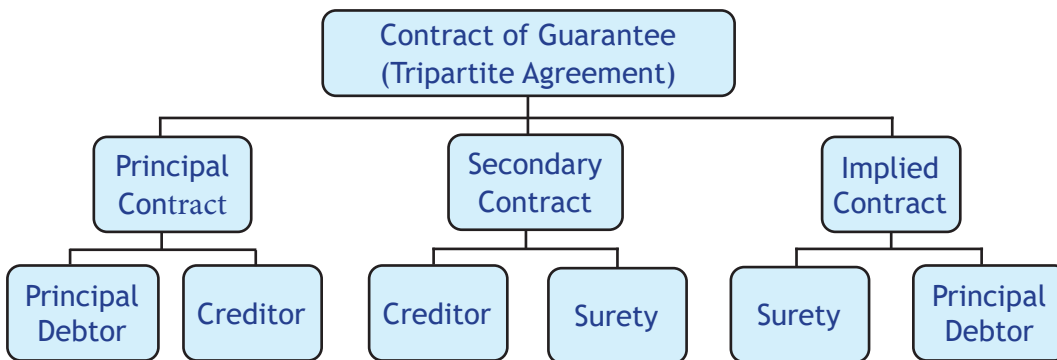 Contract of Guarantee
(Tripartite Agreement)
Principal
Contract
Secondary
Contract
Implied
Contract
Principal
Debtor
Creditor
Creditor
Surety
Surety
Principal
Debtor